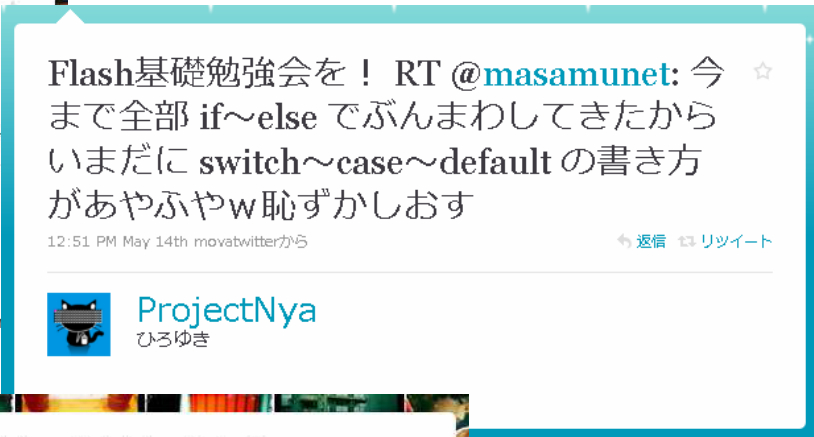 Flash基礎勉強会を！ RT @masamunet: 今
まで全部 if〜else でぶんまわしてきたから
いまだに switch〜case〜default の書き方
があやふやｗ恥ずかしおす
12:51 PM May 14th movatwitterから 返信 リツイート
ProjectNya
ひろゆき